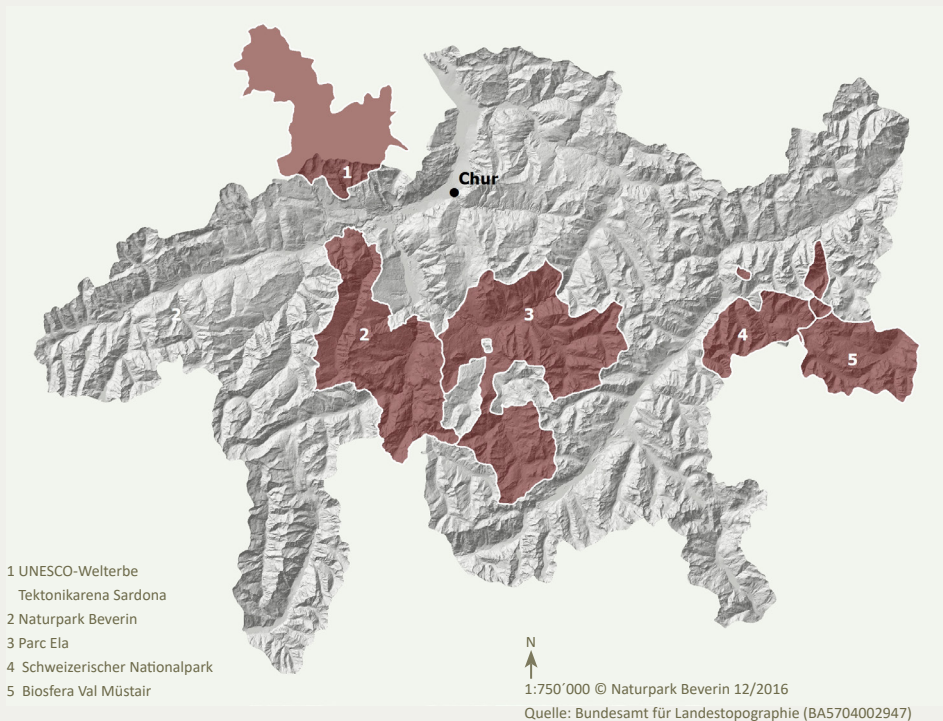 1
Chur
2
2
3
4
5
1 UNESCO-Welterbe
Tektonikarena Sardona
2 Naturpark Beverin
3 Parc Ela
4 Schweizerischer Nationalpark
5 Biosfera Val Müstair
N
1:750´000 © Naturpark Beverin 12/2016
Quelle: Bundesamt für Landestopographie (BA5704002947)